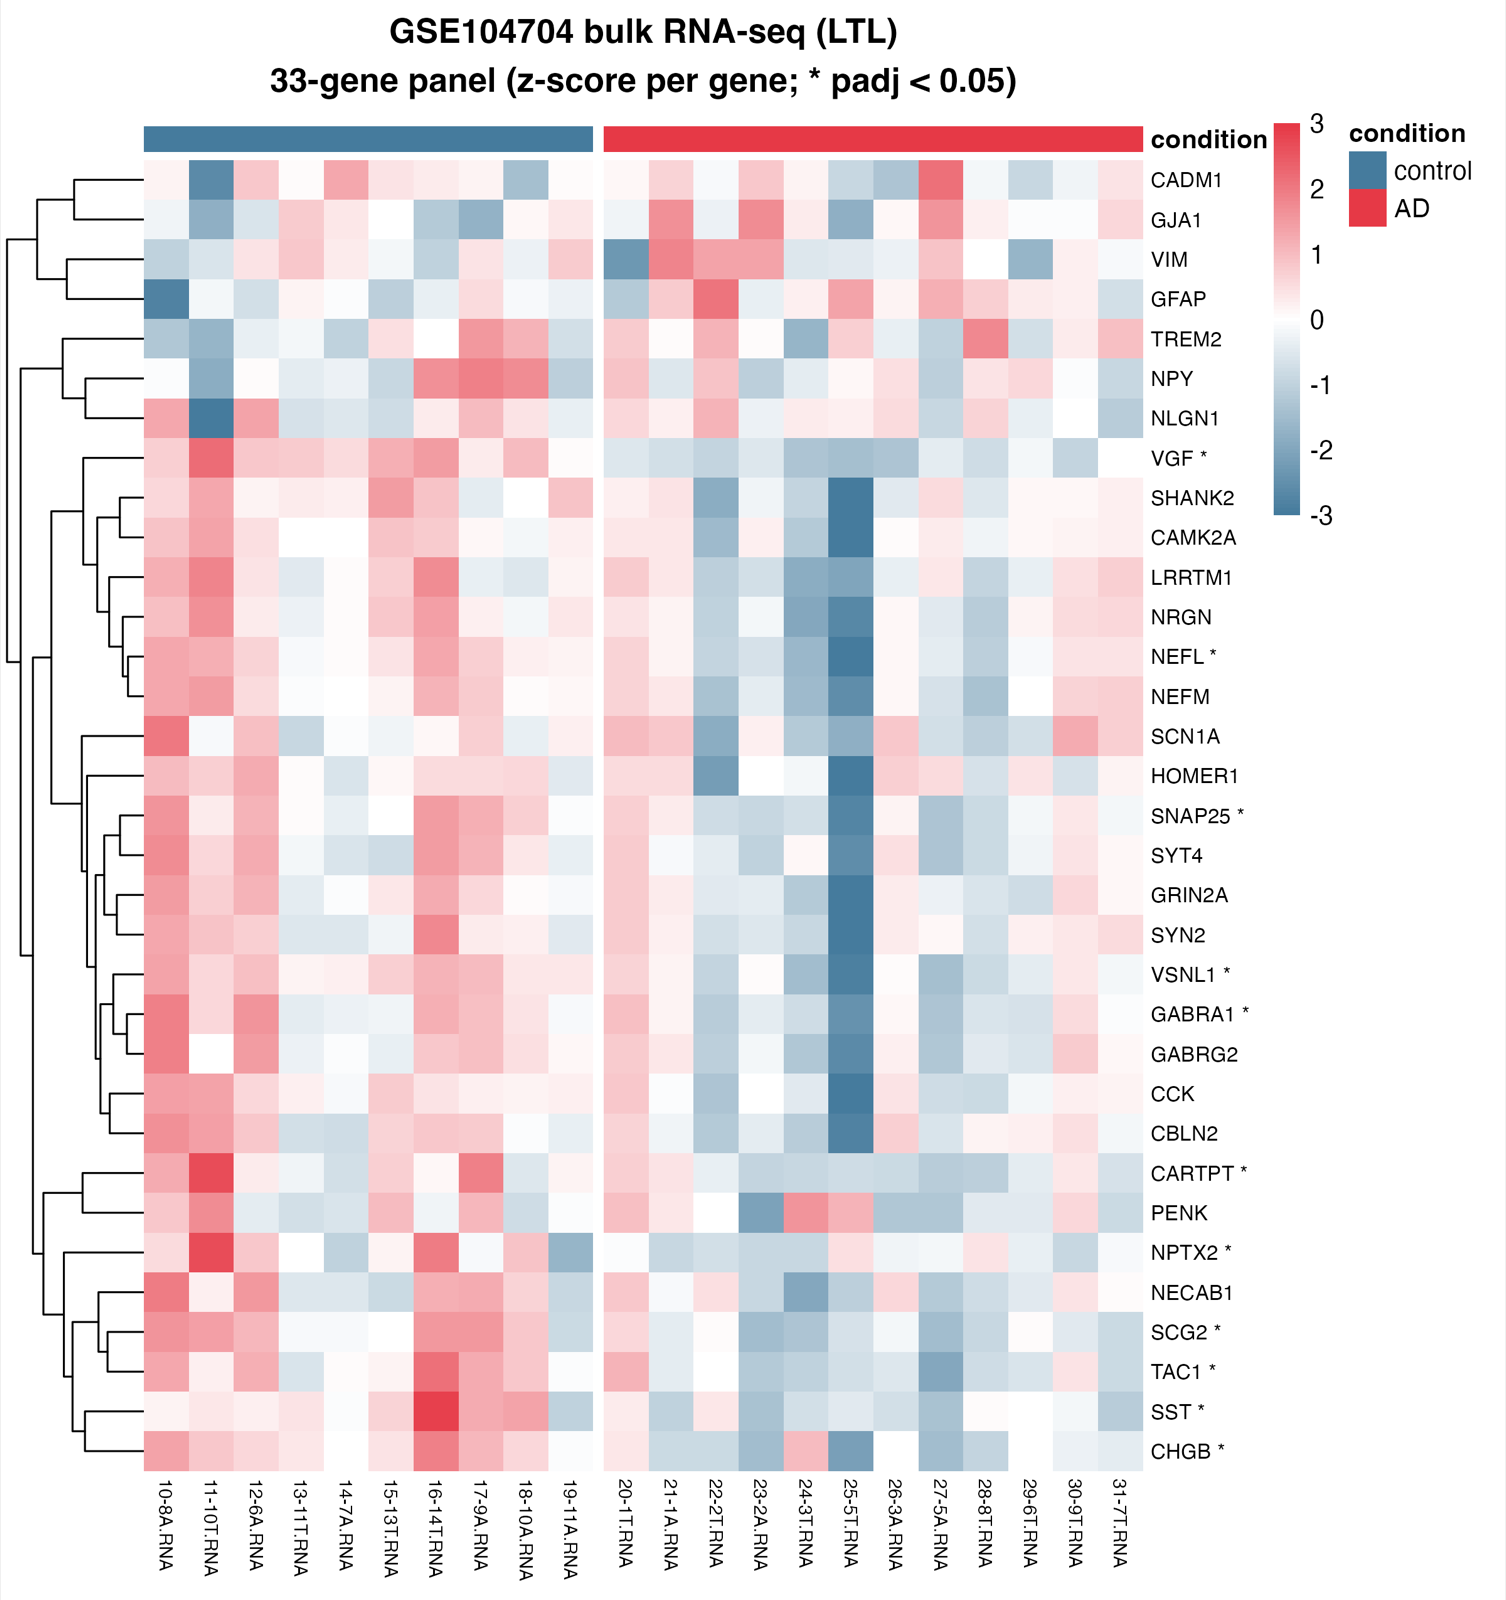 GSE104704 bulk RNA-seq (LTL)
33-gene panel (z-score per gene; * padj < 0.05)
condition
3
2
1
0
-1
-2
-3
condition
control
AD
CADM1
GJA1
VIM
GFAP
TREM2
NPY
NLGN1
VGF *
SHANK2
CAMK2A
LRRTM1
NRGN
NEFL *
NEFM
SCN1A
HOMER1
SNAP25 *
SYT4
GRIN2A
SYN2
VSNL1 *
GABRA1 *
GABRG2
CCK
CBLN2
CARTPT *
PENK
NPTX2 *
NECAB1
SCG2 *
TAC1 *
SST *
CHGB *
10-8A.RNA
11-10T.RNA
12-6A.RNA
13-11T.RNA
14-7A.RNA
15-13T.RNA
16-14T.RNA
17-9A.RNA
18-10A.RNA
19-11A.RNA
20-1T.RNA
21-1A.RNA
22-2T.RNA
23-2A.RNA
24-3T.RNA
25-5T.RNA
26-3A.RNA
27-5A.RNA
28-8T.RNA
29-6T.RNA
30-9T.RNA
31-7T.RNA